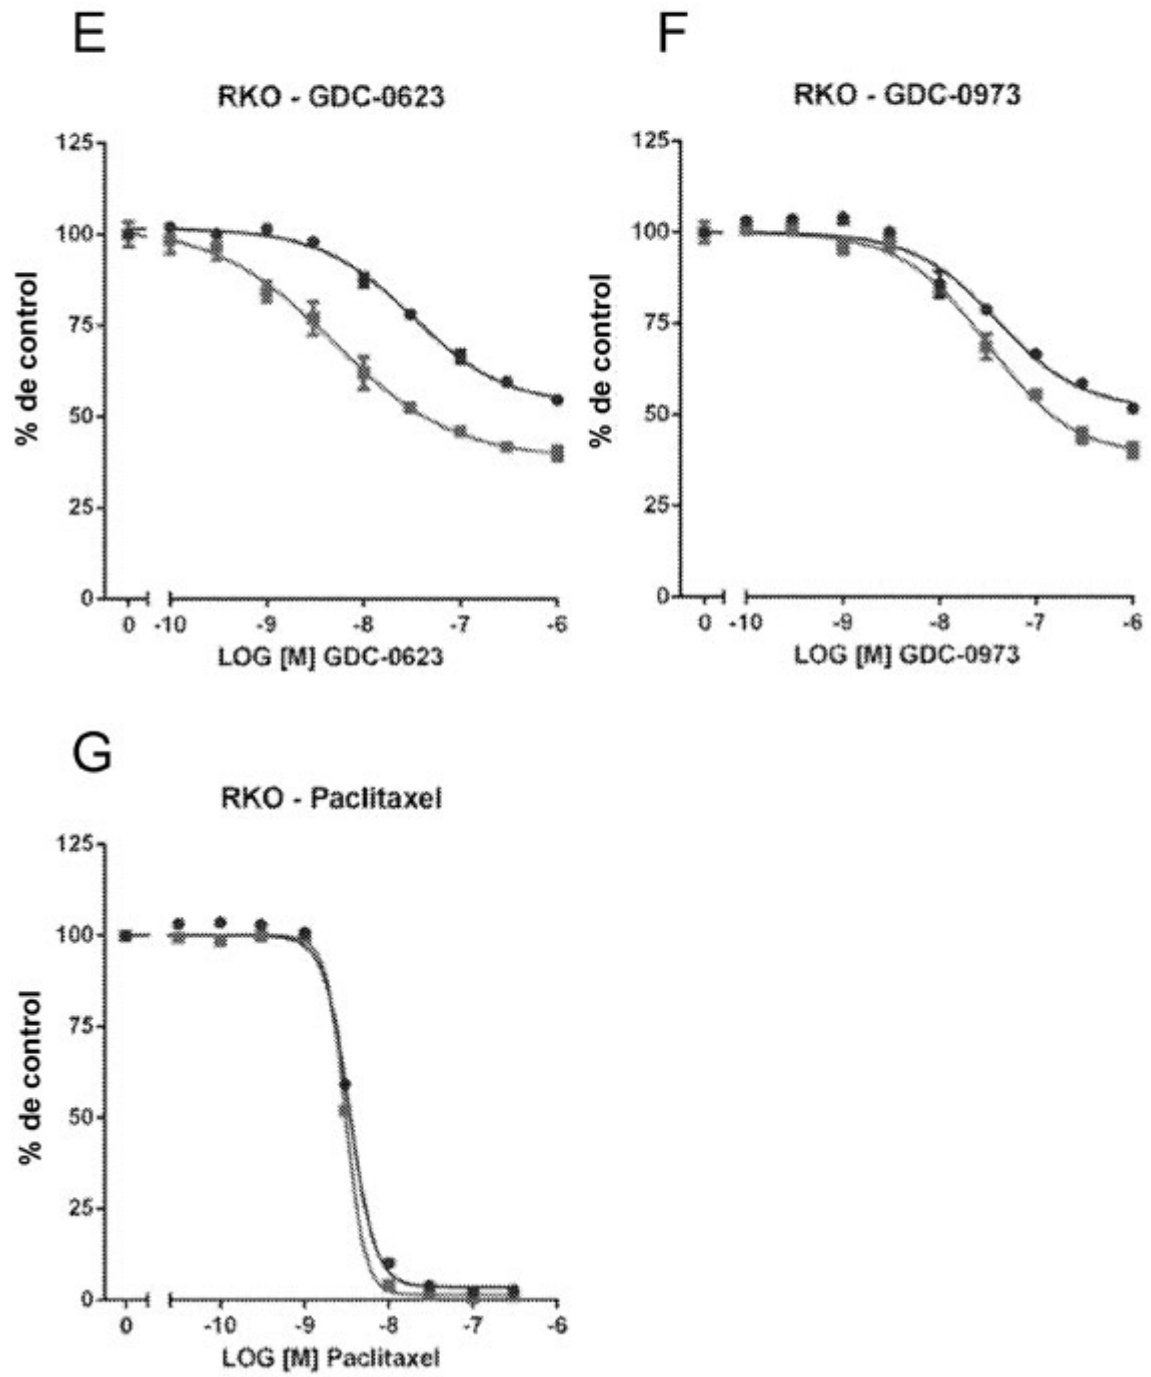 E
RKO - GDC-0623
% de control
125
100
75
50
25
0
0 -10 -9 -8 -7 -6
LOG [M] GDC-0623
F
RKO - GDC-0973
% de control
125
100
75
50
25
0
0 -10 -9 -8 -7 -6
LOG [M] GDC-0973
G
RKO - Paclitaxel
% de control
125
100
75
50
25
0
0 -10 -9 -8 -7 -6
LOG [M] Paclitaxel